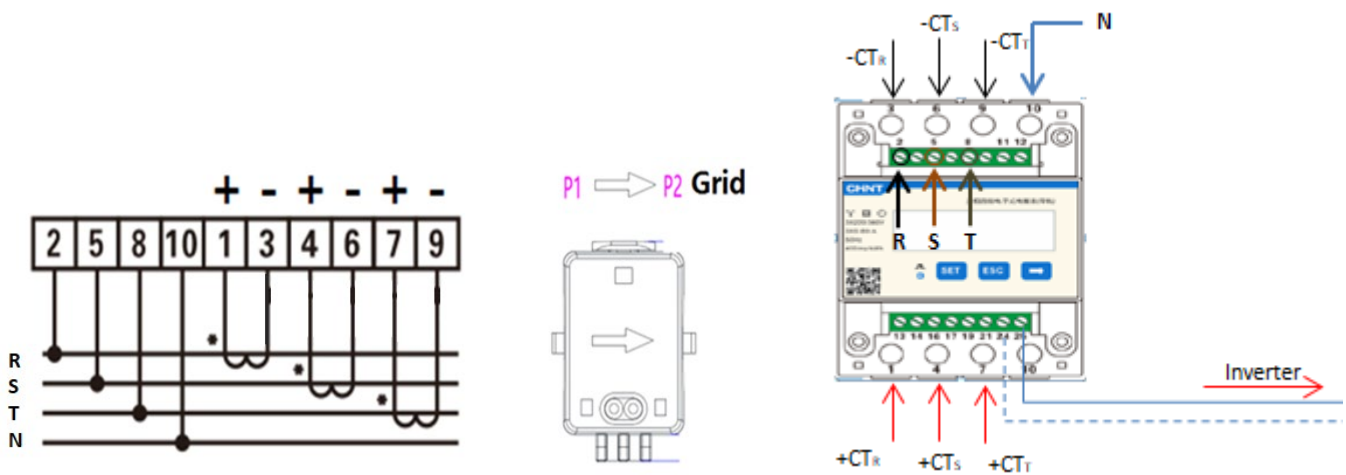 + - + - + -
2 5 8 10 1 3 4 6 7 9
*
*
*
R
S
T
N
P1 P2 Grid
-CTR -CTS -CTT N
3 6 9 10
2 5 8 11 12
CHNT
R S T
SET ESC
13 14 16 17 19 21 24 25
1 4 7 10
Inverter
+CTR +CTS +CTT